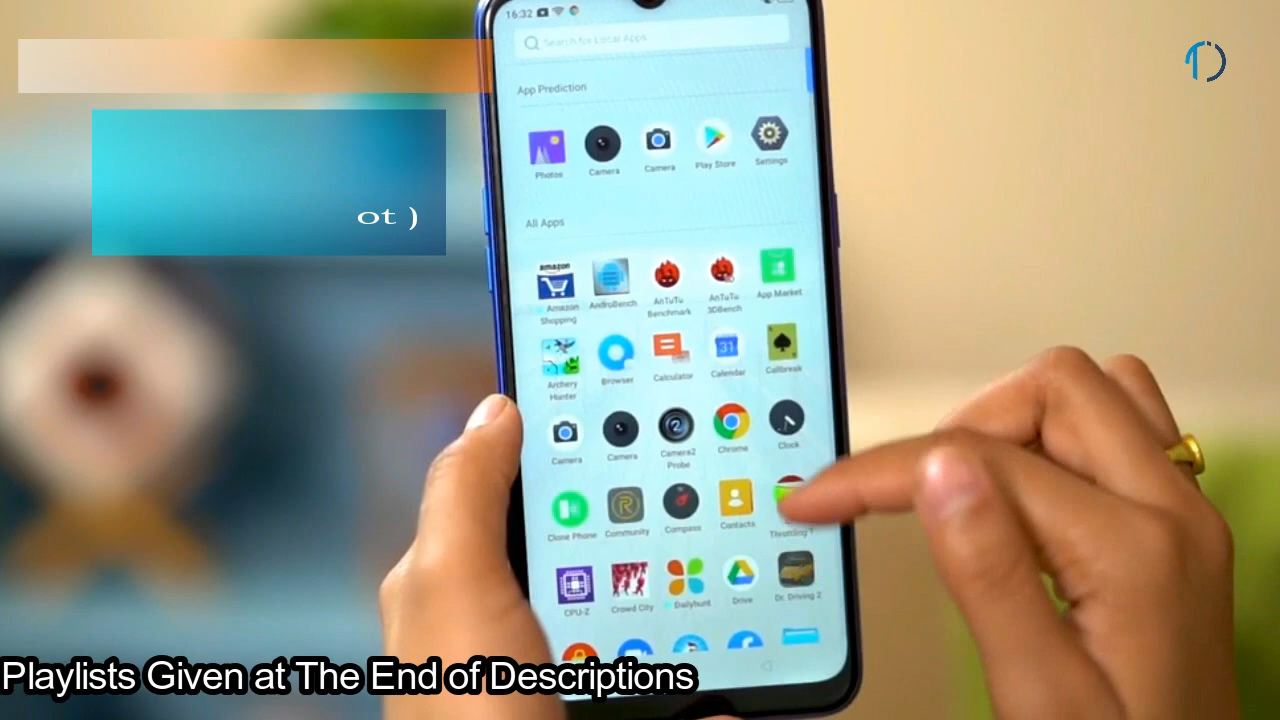 16:32
Search for Local Apps
App Prediction
Photos
Camera
Camera
Play Store
Settings
All Apps
amazon
Amazon Shopping
AndroBench
AnTuTu Benchmark
AnTuTu 3DBench
App Market
Archery Hunter
Browser
Calculator
31
Calendar
Callbreak
Camera
Camera
2
Camera2 Probe
Chrome
Clock
Clone Phone
R
Community
Compass
Contacts
Throttling T
CPU-Z
Crowd City
Dailyhunt
Drive
Dr. Driving 2
ot )
Playlists Given at The End of Descriptions